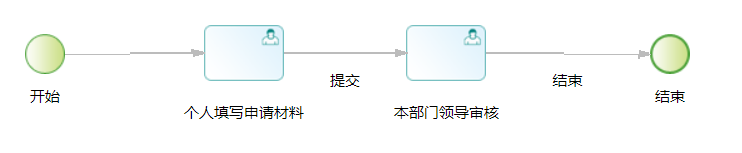 提交
结束
开始
结束
个人填写申请材料
本部门领导审核